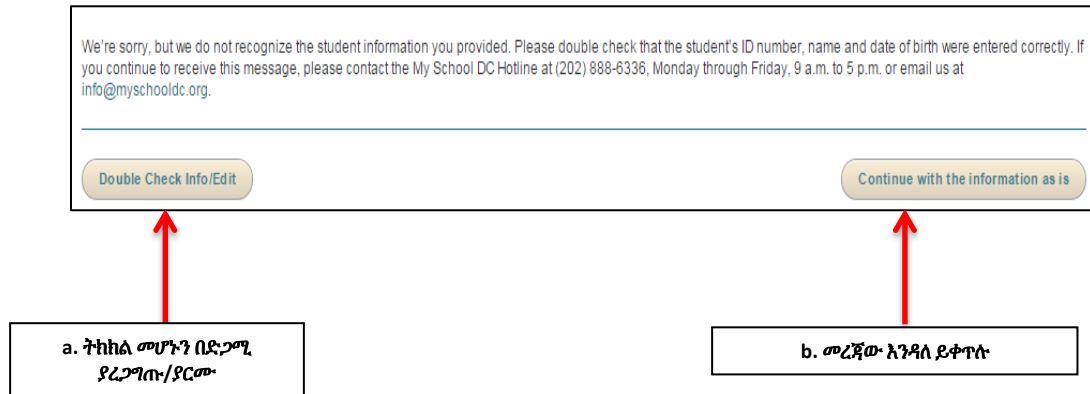 We're sorry, but we do not recognize the student information you provided. Please double check that the student's ID number, name and date of birth were entered correctly. If
you continue to receive this message, please contact the My School DC Hotline at (202) 888-6336, Monday through Friday, 9 a.m. to 5 p.m. or email us at
info@myschooldc.org.
Double Check Info/Edit
Continue with the information as is
a. ትክክል መሆኑን በድጋሚ
ያረጋግጡ/ያርሙ
b. መረጃው እንዳለ ይቀጥሉ